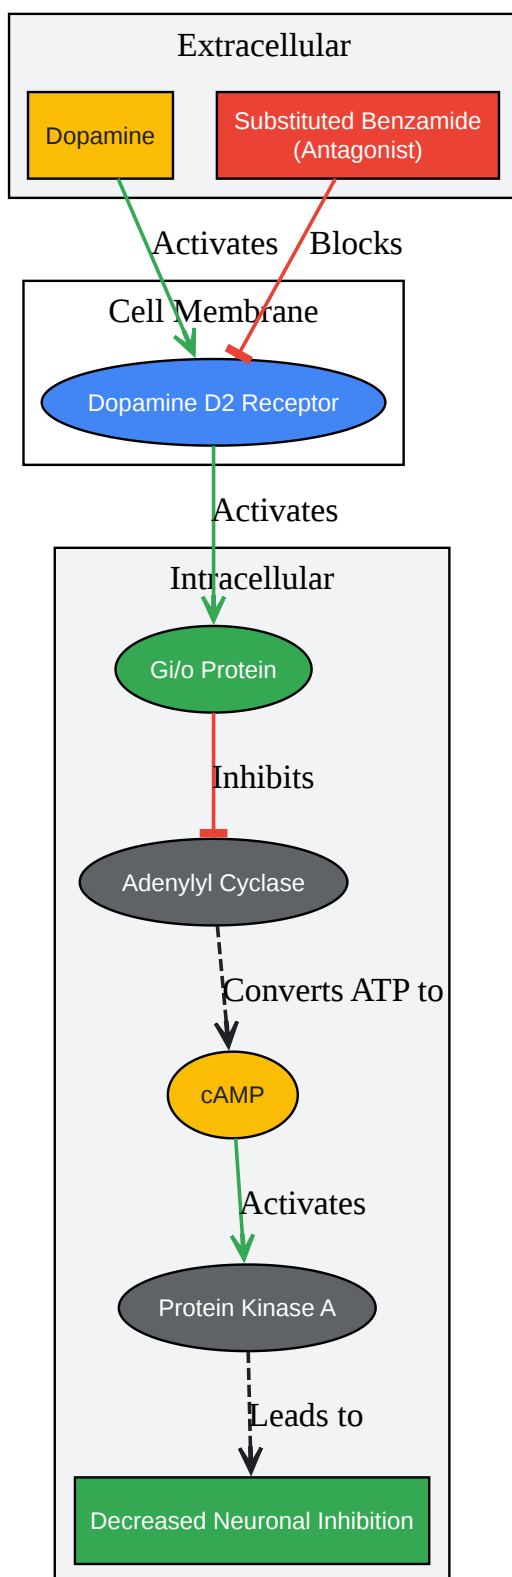 Extracellular
Dopamine
Substituted Benzamide
(Antagonist)
Activates
Blocks
Cell Membrane
Dopamine D2 Receptor
Activates
Intracellular
Gi/o Protein
Inhibits
Adenylyl Cyclase
Converts ATP to
cAMP
Activates
Protein Kinase A
Leads to
Decreased Neuronal Inhibition